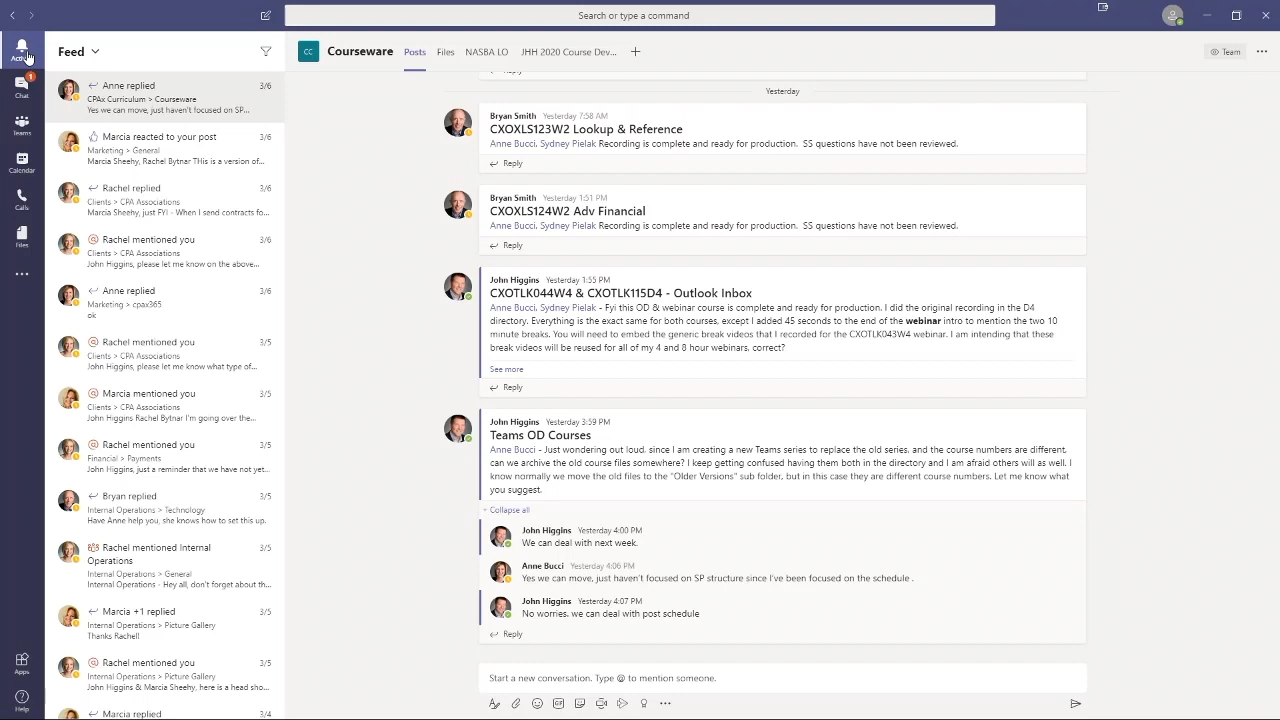 Search or type a command
Activity
1
Chat
Teams
Calendar
Calls
Files
Apps
Help
Feed
Anne replied 3/6
CPAx Curriculum > Courseware
Yes we can move, just haven't focused on SP...
Marcia reacted to your post 3/6
Marketing > General
Marcia Sheehy, Rachel Bytnar THis is a version of...
Rachel replied 3/6
Clients > CPA Associations
Marcia Sheehy, just FYI - When I send contracts fo...
Rachel mentioned you 3/6
Clients > CPA Associations
John Higgins, please let me know on the above...
Anne replied 3/6
Marketing > cpax365
ok
Rachel mentioned you 3/6
Clients > CPA Associations
John Higgins, please let me know what type of...
Marcia mentioned you 3/5
Clients > CPA Associations
John Higgins Rachel Bytnar I'm going over the...
Rachel mentioned you 3/5
Financial > Payments
John Higgins, just a reminder that we have not yet...
Bryan replied 3/5
Internal Operations > Technology
Have Anne help you, she knows how to set this up.
Rachel mentioned Internal 3/5
Operations
Internal Operations > General
Internal Operations - Hey all, don't forget about th...
Marcia +1 replied 3/5
Internal Operations > Picture Gallery
Thanks Rachell
Rachel mentioned you 3/5
Internal Operations > Picture Gallery
John Higgins & Marcia Sheehy, here is a head sho...
Marcia replied 3/4
CC Courseware Posts Files NASBA LO JHH 2020 Course Dev...
Team
Reply
Yesterday
Bryan Smith Yesterday 7:58 AM
CXOXLS123W2 Lookup & Reference
Anne Bucci, Sydney Pielak Recording is complete and ready for production. SS questions have not been reviewed.
Reply
Bryan Smith Yesterday 1:51 PM
CXOXLS124W2 Adv Financial
Anne Bucci, Sydney Pielak Recording is complete and ready for production. SS questions have not been reviewed.
Reply
John Higgins Yesterday 1:55 PM
CXOTLK044W4 & CXOTLK115D4 - Outlook Inbox
Anne Bucci, Sydney Pielak - Fyi this OD & webinar course is complete and ready for production. I did the original recording in the D4
directory. Everything is the exact same for both courses, except I added 45 seconds to the end of the webinar intro to mention the two 10
minute breaks. You will need to embed the generic break videos that I recorded for the CXOTLK043W4 webinar. I am intending that these
break videos will be reused for all of my 4 and 8 hour webinars, correct?
See more
Reply
John Higgins Yesterday 3:59 PM
Teams OD Courses
Anne Bucci - Just wondering out loud, since I am creating a new Teams series to replace the old series, and the course numbers are different,
can we archive the old course files somewhere? I keep getting confused having them both in the directory and I am afraid others will as well. I
know normally we move the old files to the "Older Versions" sub folder, but in this case they are different course numbers. Let me know what
you suggest.
Collapse all
John Higgins Yesterday 4:00 PM
We can deal with next week.
Anne Bucci Yesterday 4:06 PM
Yes we can move, just haven't focused on SP structure since I've been focused on the schedule .
John Higgins Yesterday 4:07 PM
No worries, we can deal with post schedule
Reply
Start a new conversation. Type @ to mention someone.
GIF